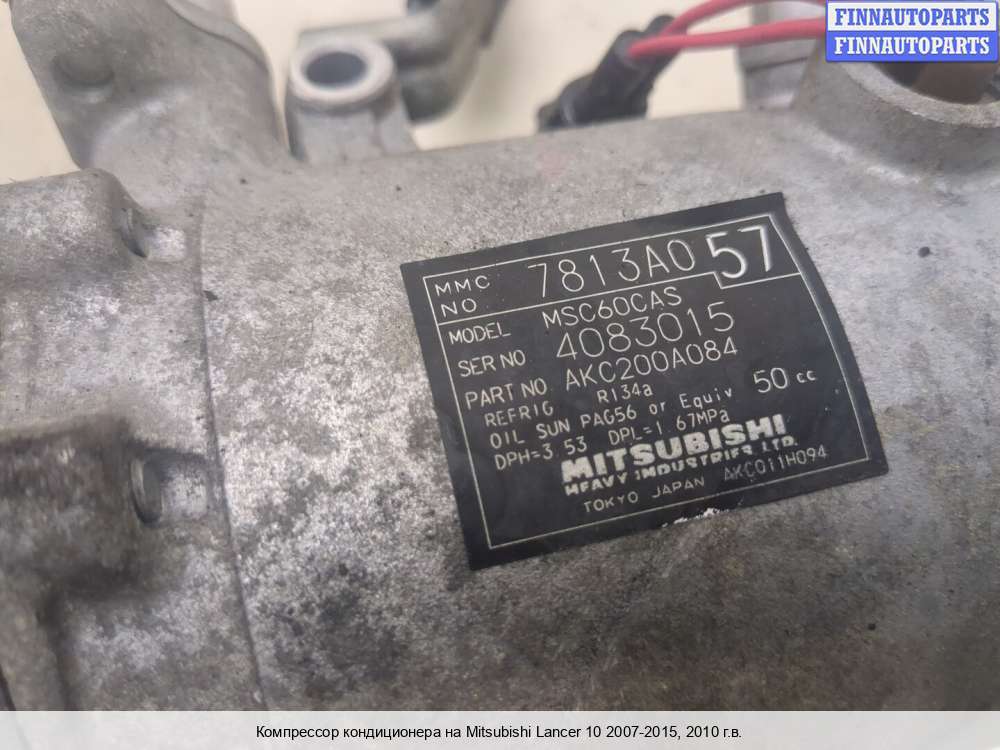 FINNAUTOPARTS
FINNAUTOPARTS
MMC NO 7813A057
MODEL MSC60CAS
SER NO 4083015
PART NO AKC200A084
REFRIG R134a
OIL SUN PAG56 or Equiv 50 cc
DPH=3.53 DPL=1.67MPa
MITSUBISHI
HEAVY INDUSTRIES, LTD.
TOKYO JAPAN AKC011H094
Компрессор кондиционера на Mitsubishi Lancer 10 2007-2015, 2010 г.в.